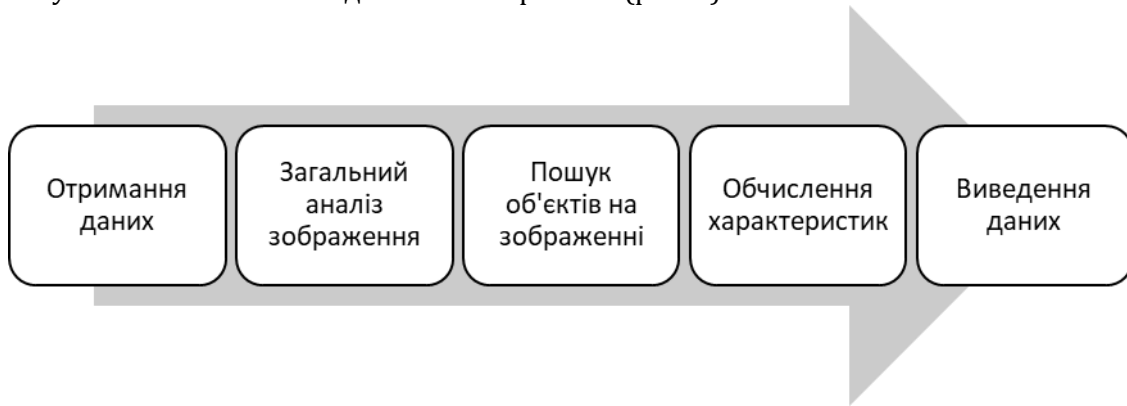 Отримання
даних
Загальний
аналіз
зображення
Пошук
об'єктів на
зображенні
Обчислення
характеристик
Виведення
даних